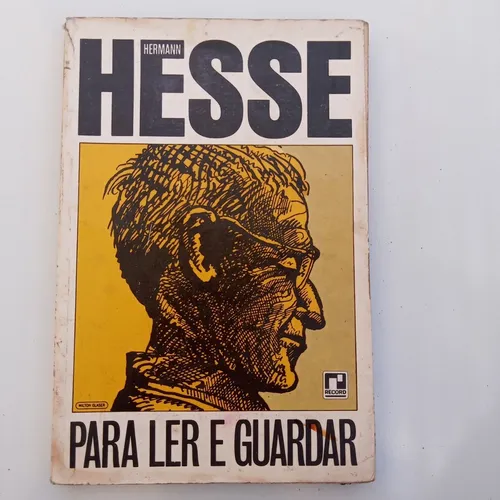 HERMANN
HESSE
MILTON GLASER
RECORD
PARA LER E GUARDAR